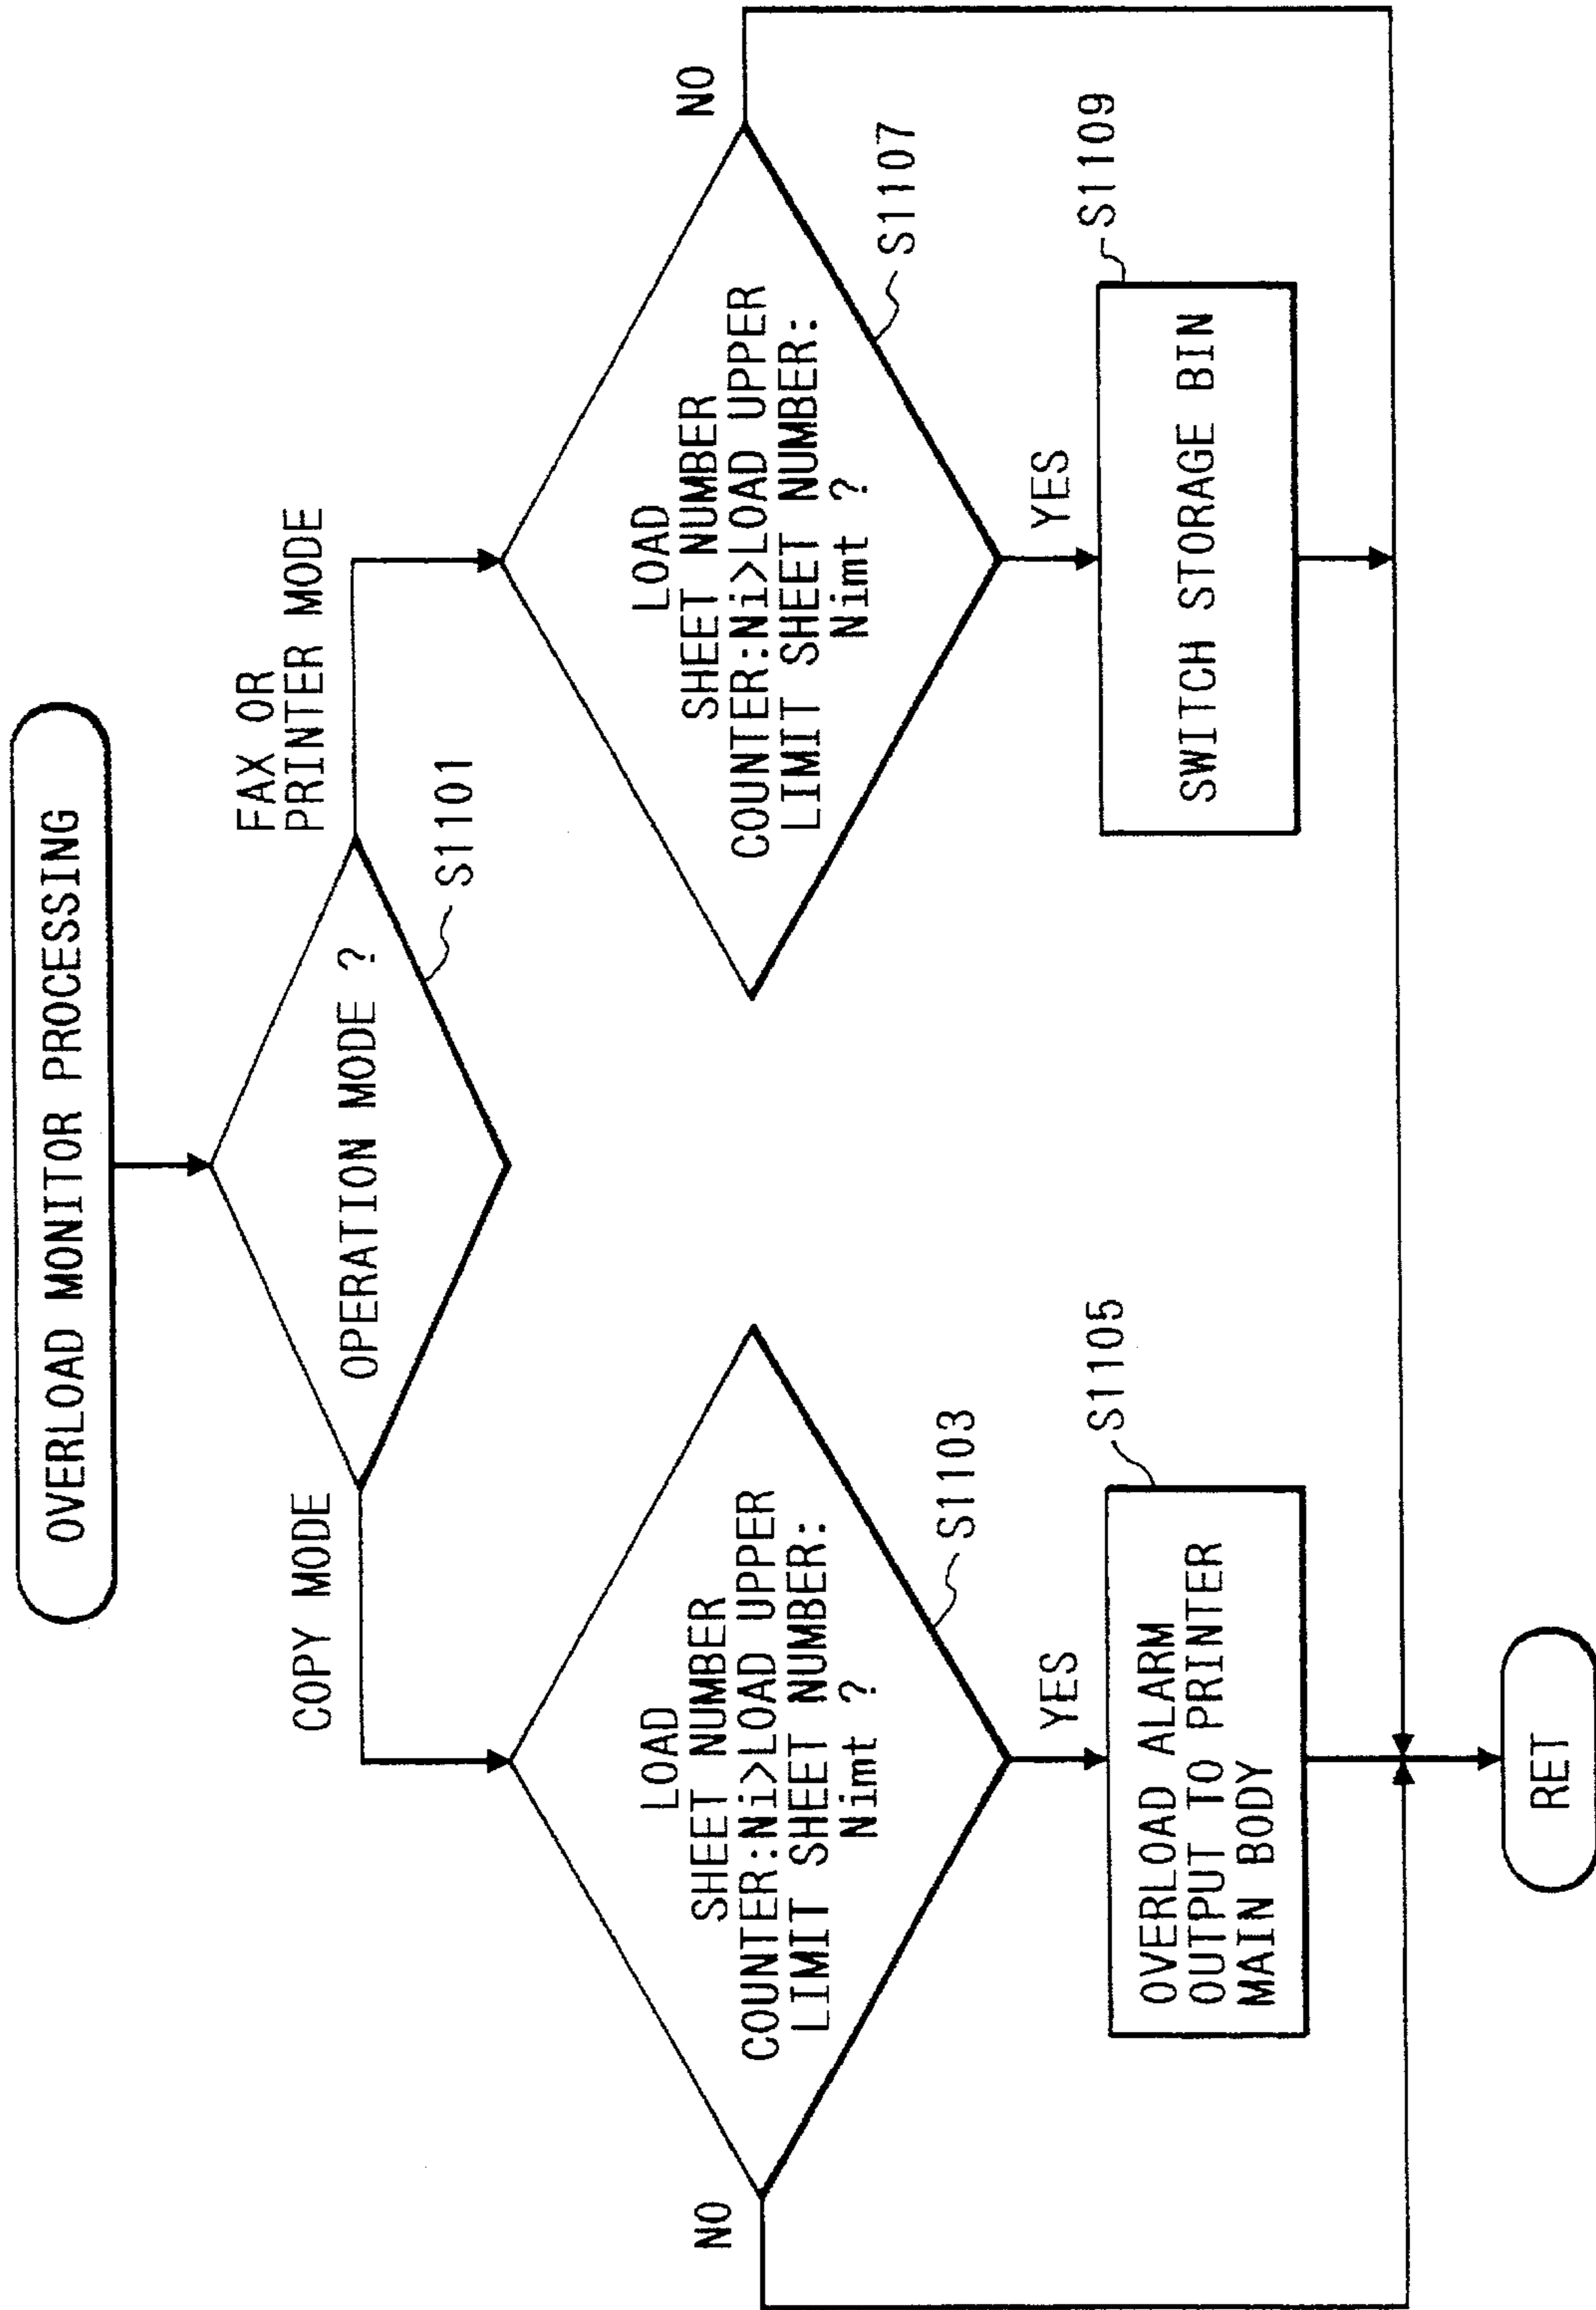 OVERLOAD MONITOR PROCESSING
OPERATION MODE ?
S1101
COPY MODE
FAX OR
PRINTER MODE
LOAD
SHEET NUMBER
COUNTER:Ni>LOAD UPPER
LIMIT SHEET NUMBER:
Nimt ?
S1103
NO
YES
OVERLOAD ALARM
OUTPUT TO PRINTER
MAIN BODY
S1105
LOAD
SHEET NUMBER
COUNTER:Ni>LOAD UPPER
LIMIT SHEET NUMBER:
Nimt ?
S1107
NO
YES
SWITCH STORAGE BIN
S1109
RET